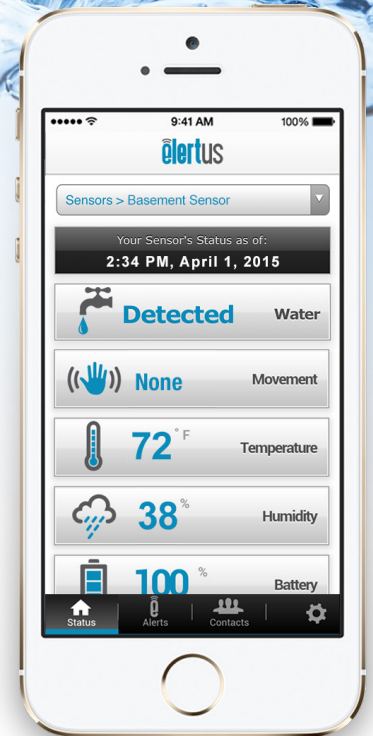 9:41 AM 100%
elertus
Sensors > Basement Sensor
Your Sensor's Status as of:
2:34 PM, April 1, 2015
Detected Water
None Movement
72 °F Temperature
38 % Humidity
100 % Battery
Status Alerts Contacts